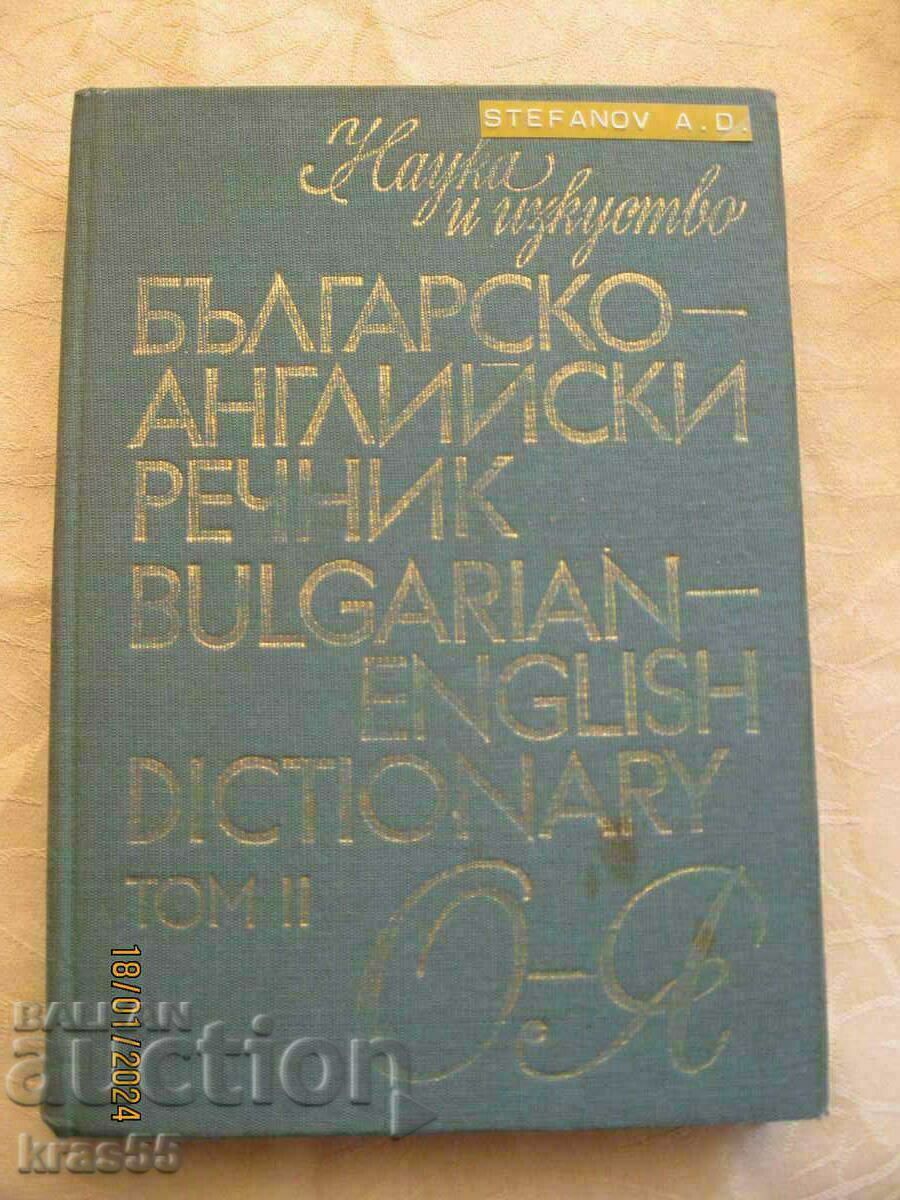 STEFANOV A.D.
Наука
и изкуство
БЪЛГАРСКО–
АНГЛИЙСКИ
РЕЧНИК
BULGARIAN–
ENGLISH
DICTIONARY
ТОМ II
О–Я
18/01/2024
BALKAN
auction
kras55